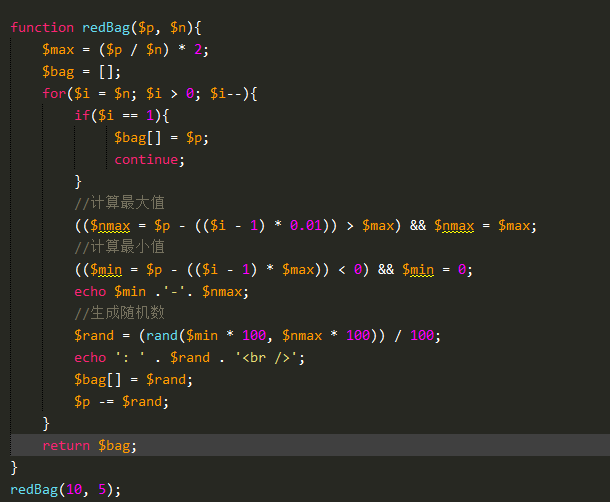 function redBag($p, $n){
    $max = ($p / $n) * 2;
    $bag = [];
    for($i = $n; $i > 0; $i--){
        if($i == 1){
            $bag[] = $p;
            continue;
        }
        //计算最大值
        (($nmax = $p - (($i - 1) * 0.01)) > $max) && $nmax = $max;
        //计算最小值
        (($min = $p - (($i - 1) * $max)) < 0) && $min = 0;
        echo $min .'-'. $nmax;
        //生成随机数
        $rand = (rand($min * 100, $nmax * 100)) / 100;
        echo ': ' . $rand . '<br />';
        $bag[] = $rand;
        $p -= $rand;
    }
    return $bag;
}
redBag(10, 5);